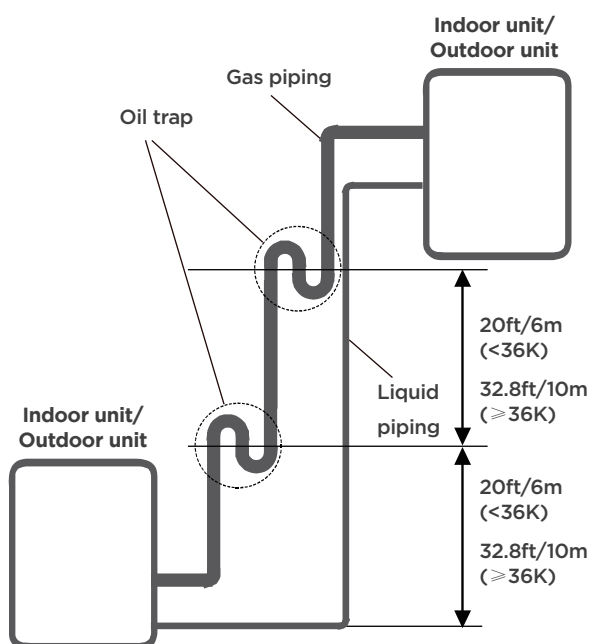 Indoor unit/
Outdoor unit
Gas piping
Oil trap
20ft/6m
(<36K)
32.8ft/10m
(≥36K)
Liquid
piping
Indoor unit/
Outdoor unit
20ft/6m
(<36K)
32.8ft/10m
(≥36K)